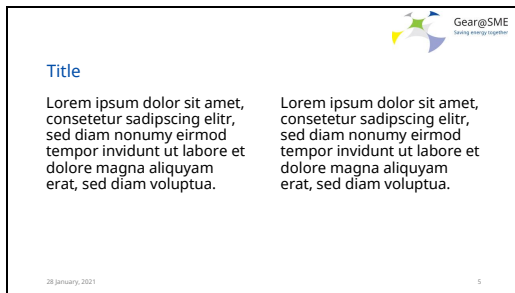 Gear@SME
Saving energy together
Title
Lorem ipsum dolor sit amet,
consetetur sadipscing elitr,
sed diam nonumy eirmod
tempor invidunt ut labore et
dolore magna aliquyam
erat, sed diam voluptua.
Lorem ipsum dolor sit amet,
consetetur sadipscing elitr,
sed diam nonumy eirmod
tempor invidunt ut labore et
dolore magna aliquyam
erat, sed diam voluptua.
28 January, 2021
5